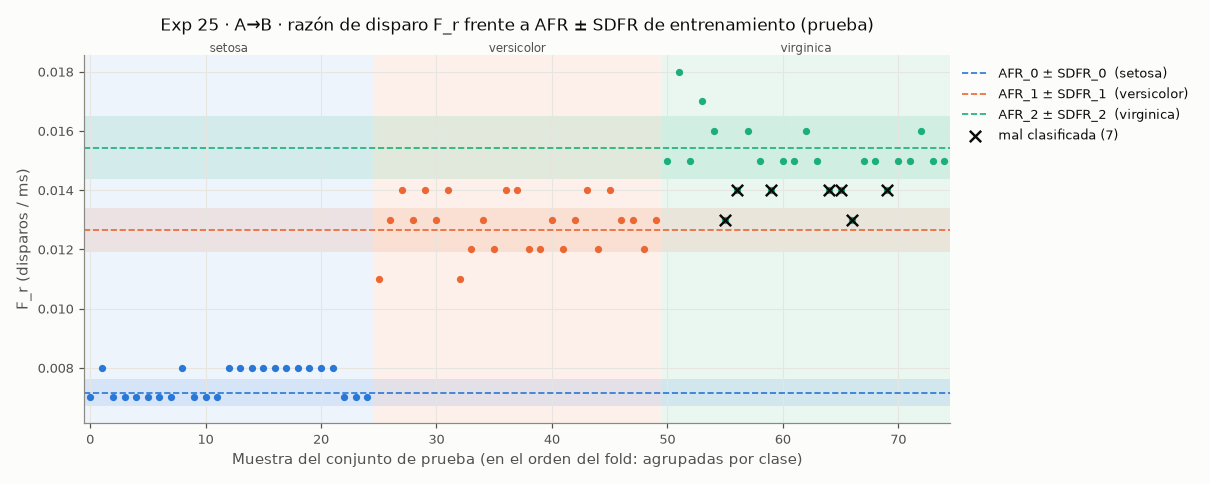 Exp 25 · A→B · razón de disparo F_r frente a AFR ± SDFR de entrenamiento (prueba)
setosa
versicolor
virginica
0.018
0.016
0.014
0.012
0.010
0.008
F_r (disparos / ms)
0
10
20
30
40
50
60
70
Muestra del conjunto de prueba (en el orden del fold: agrupadas por clase)
AFR_0 ± SDFR_0 (setosa)
AFR_1 ± SDFR_1 (versicolor)
AFR_2 ± SDFR_2 (virginica)
mal clasificada (7)